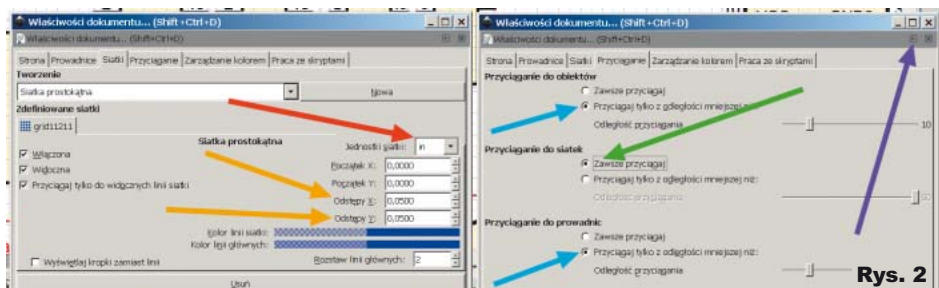 Właściwości dokumentu... (Shift+Ctrl+D)
Właściwości dokumentu... (Shift+Ctrl+D)
Strona Prowadnice Siatki Przyciąganie Zarządzanie kolorem Praca ze skryptami
Tworzenie
Siatka prostokątna
Nowa
Zdefiniowane siatki
grid11211
Siatka prostokątna
Jednostki siatki: in
Włączona
Początek X: 0,0000
Widoczna
Początek Y: 0,0000
Przyciągaj tylko do widocznych linii siatki
Odstępy X: 0,0500
Odstępy Y: 0,0500
Kolor linii siatki:
Kolor linii głównych:
Wyświetlaj kropki zamiast linii
Rozstaw linii głównych: 2
Usuń
Właściwości dokumentu... (Shift+Ctrl+D)
Właściwości dokumentu... (Shift+Ctrl+D)
Strona Prowadnice Siatki Przyciąganie Zarządzanie kolorem Praca ze skryptami
Przyciąganie do obiektów
Zawsze przyciągaj
Przyciągaj tylko z odległości mniejszej niż:
Odległość przyciągania 10
Przyciąganie do siatek
Zawsze przyciągaj
Przyciągaj tylko z odległości mniejszej niż:
Odległość przyciągania
Przyciąganie do prowadnic
Zawsze przyciągaj
Przyciągaj tylko z odległości mniejszej niż:
Odległość przyciągania
Rys. 2